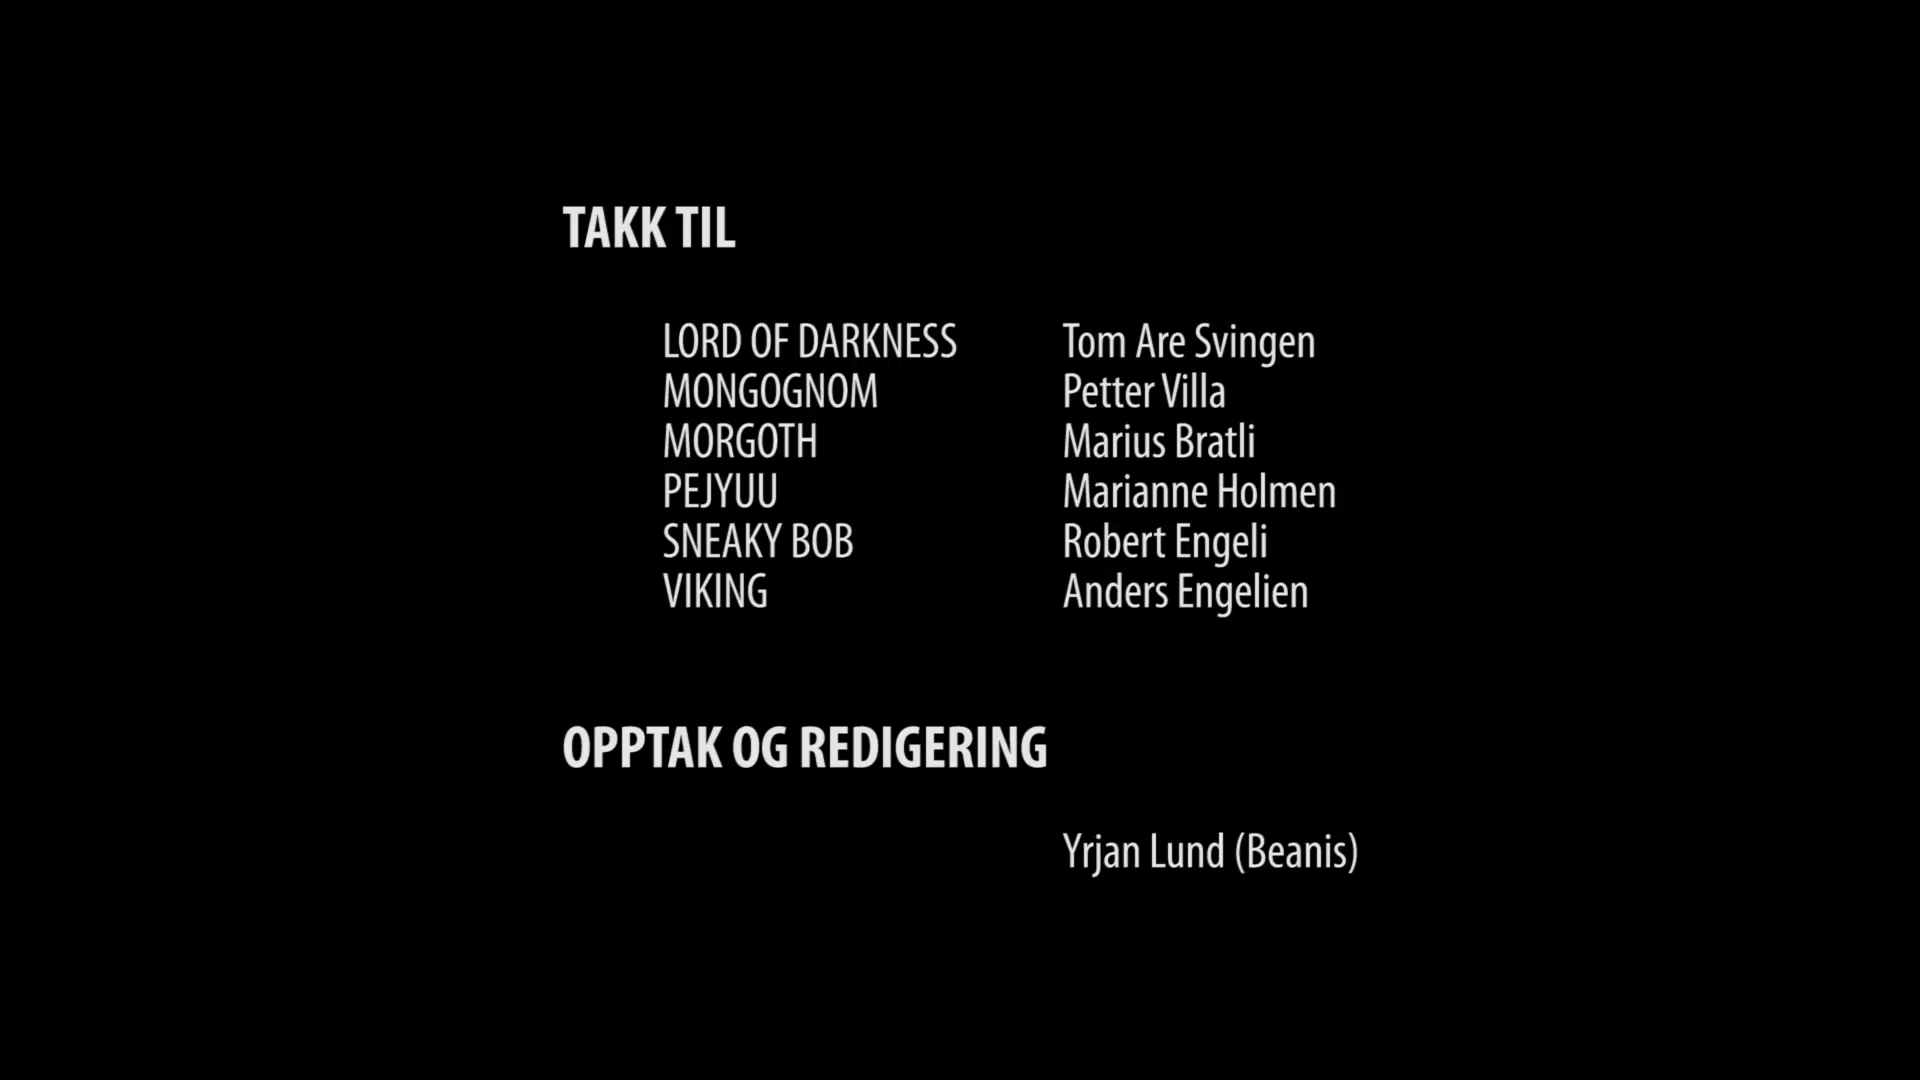 TAKK TIL
LORD OF DARKNESS Tom Are Svingen
MONGOGNOM Petter Villa
MORGOTH Marius Bratli
PEJYUU Marianne Holmen
SNEAKY BOB Robert Engeli
VIKING Anders Engelien
OPPTAK OG REDIGERING
Yrjan Lund (Beanis)